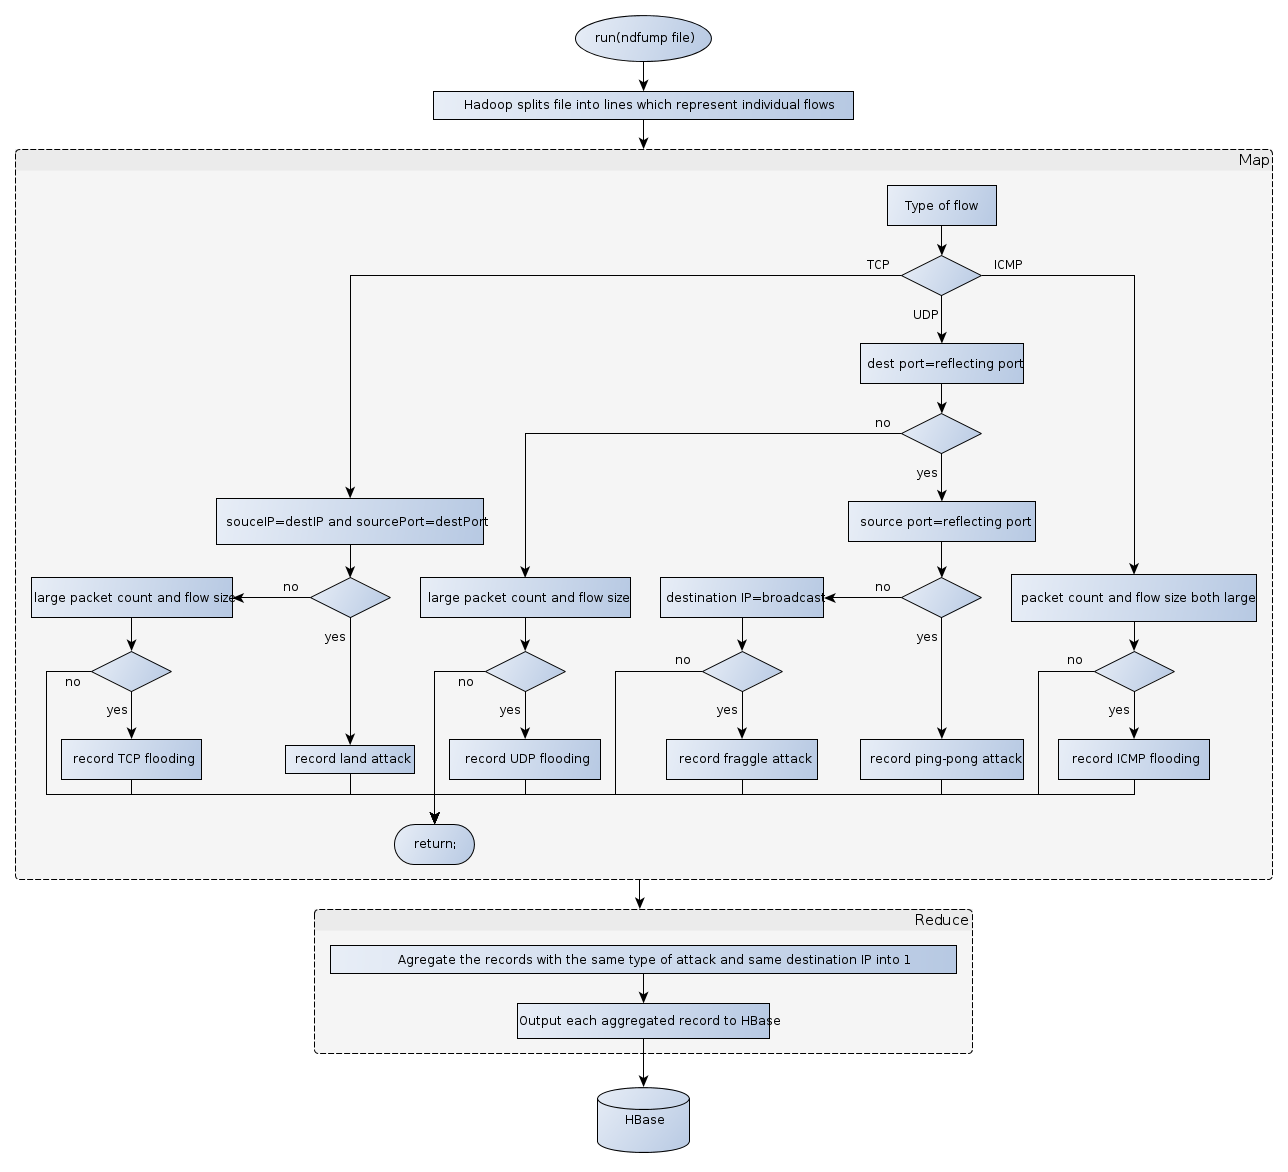 run(ndfump file)
Hadoop splits file into lines which represent individual flows
Map
Type of flow
TCP
ICMP
UDP
dest port=reflecting port
no
yes
souceIP=destIP and sourcePort=destPort
source port=reflecting port
large packet count and flow size
no
large packet count and flow size
destination IP=broadcast
no
packet count and flow size both large
yes
yes
no
no
no
no
yes
yes
yes
yes
record TCP flooding
record land attack
record UDP flooding
record fraggle attack
record ping-pong attack
record ICMP flooding
return;
Reduce
Agregate the records with the same type of attack and same destination IP into 1
Output each aggregated record to HBase
HBase